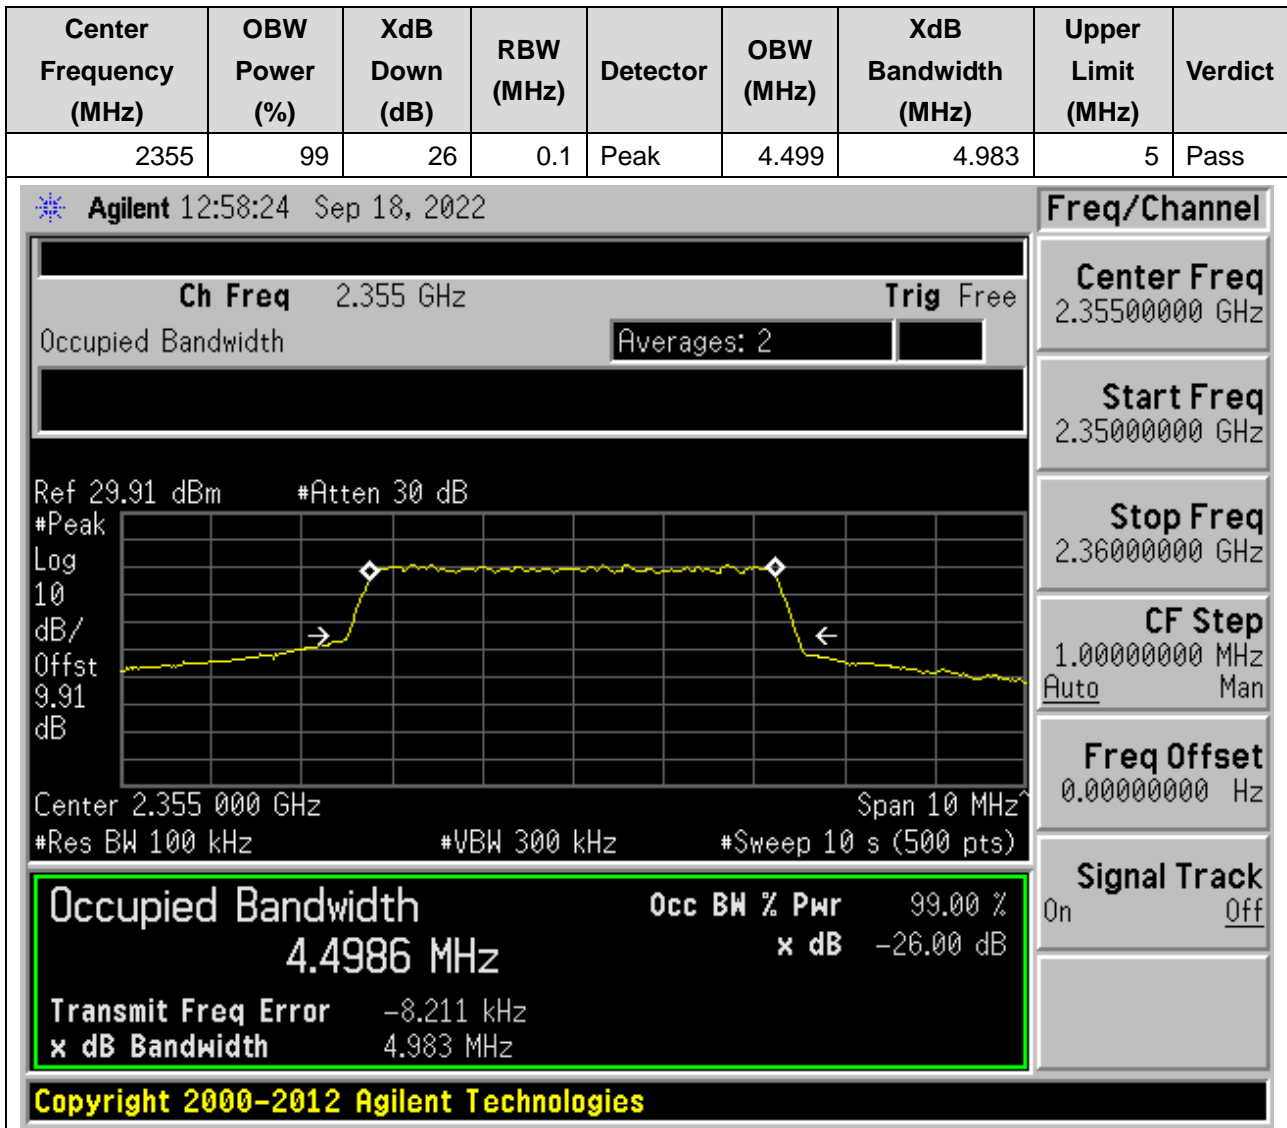 Center Frequency (MHz) OBW Power (%) XdB Down (dB) RBW (MHz) Detector OBW (MHz) XdB Bandwidth (MHz) Upper Limit (MHz) Verdict
2355 99 26 0.1 Peak 4.499 4.983 5 Pass
Agilent 12:58:24 Sep 18, 2022
Freq/Channel
Ch Freq 2.355 GHz Trig Free
Occupied Bandwidth Averages: 2
Ref 29.91 dBm #Atten 30 dB
#Peak
Log
10
dB/
Offst
9.91
dB
Center 2.355 000 GHz Span 10 MHz^
#Res BW 100 kHz #VBW 300 kHz #Sweep 10 s (500 pts)
Occupied Bandwidth Occ BW % Pwr 99.00 %
4.4986 MHz x dB -26.00 dB
Transmit Freq Error -8.211 kHz
x dB Bandwidth 4.983 MHz
Center Freq
2.35500000 GHz
Start Freq
2.35000000 GHz
Stop Freq
2.36000000 GHz
CF Step
1.00000000 MHz
Auto Man
Freq Offset
0.00000000 Hz
Signal Track
On Off
Copyright 2000-2012 Agilent Technologies